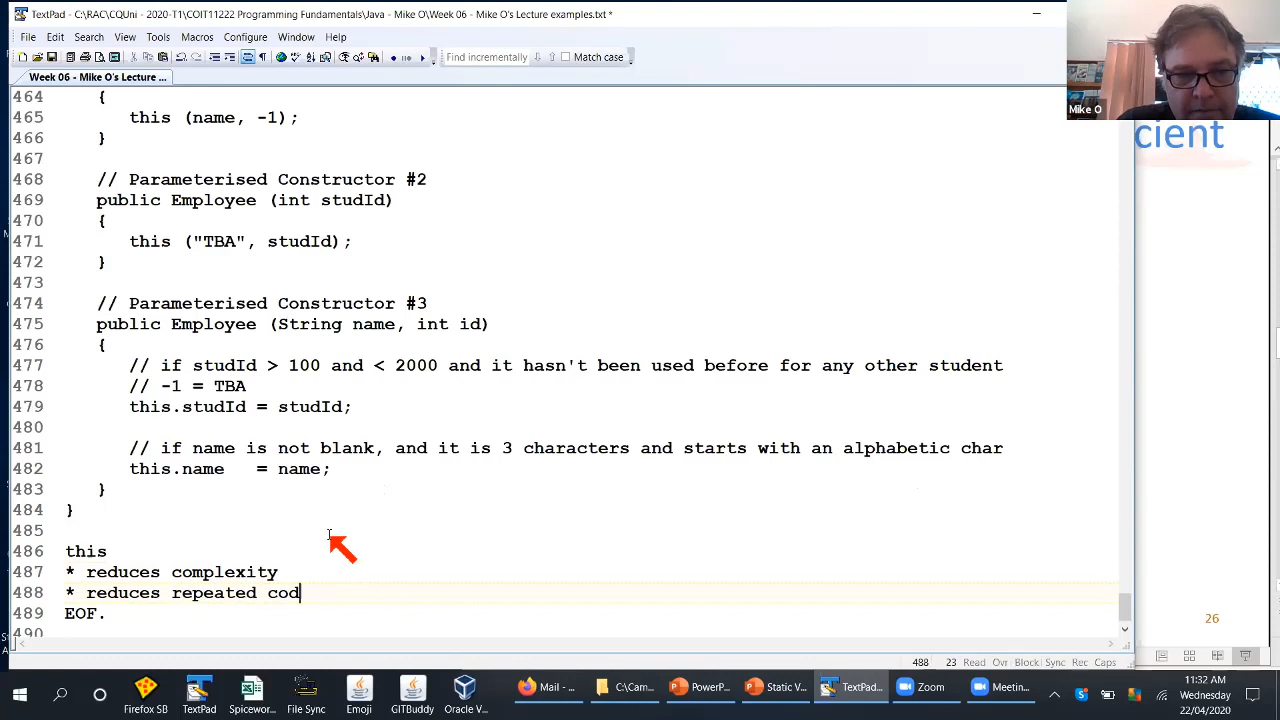 TextPad - C:\RAC\CQUni - 2020-T1\COIT11222 Programming Fundamentals\Java - Mike O\Week 06 - Mike O's Lecture examples.txt *
File Edit Search View Tools Macros Configure Window Help
Find incrementally Match case
Week 06 - Mike O's Lecture ...
Mike O
cient
464 {
465 this (name, -1);
466 }
467
468 // Parameterised Constructor #2
469 public Employee (int studId)
470 {
471 this ("TBA", studId);
472 }
473
474 // Parameterised Constructor #3
475 public Employee (String name, int id)
476 {
477 // if studId > 100 and < 2000 and it hasn't been used before for any other student
478 // -1 = TBA
479 this.studId = studId;
480
481 // if name is not blank, and it is 3 characters and starts with an alphabetic char
482 this.name = name;
483 }
484 }
485
486 this
487 * reduces complexity
488 * reduces repeated cod
489 EOF.
490
26
488 23 Read Ovr Block Sync Rec Caps
Firefox SB TextPad Spicewor... File Sync Emoji GITBuddy Oracle V... Mail - ... C:\Cam... PowerP... Static V... TextPad... Zoom Meetin...
11:32 AM
Wednesday
22/04/2020